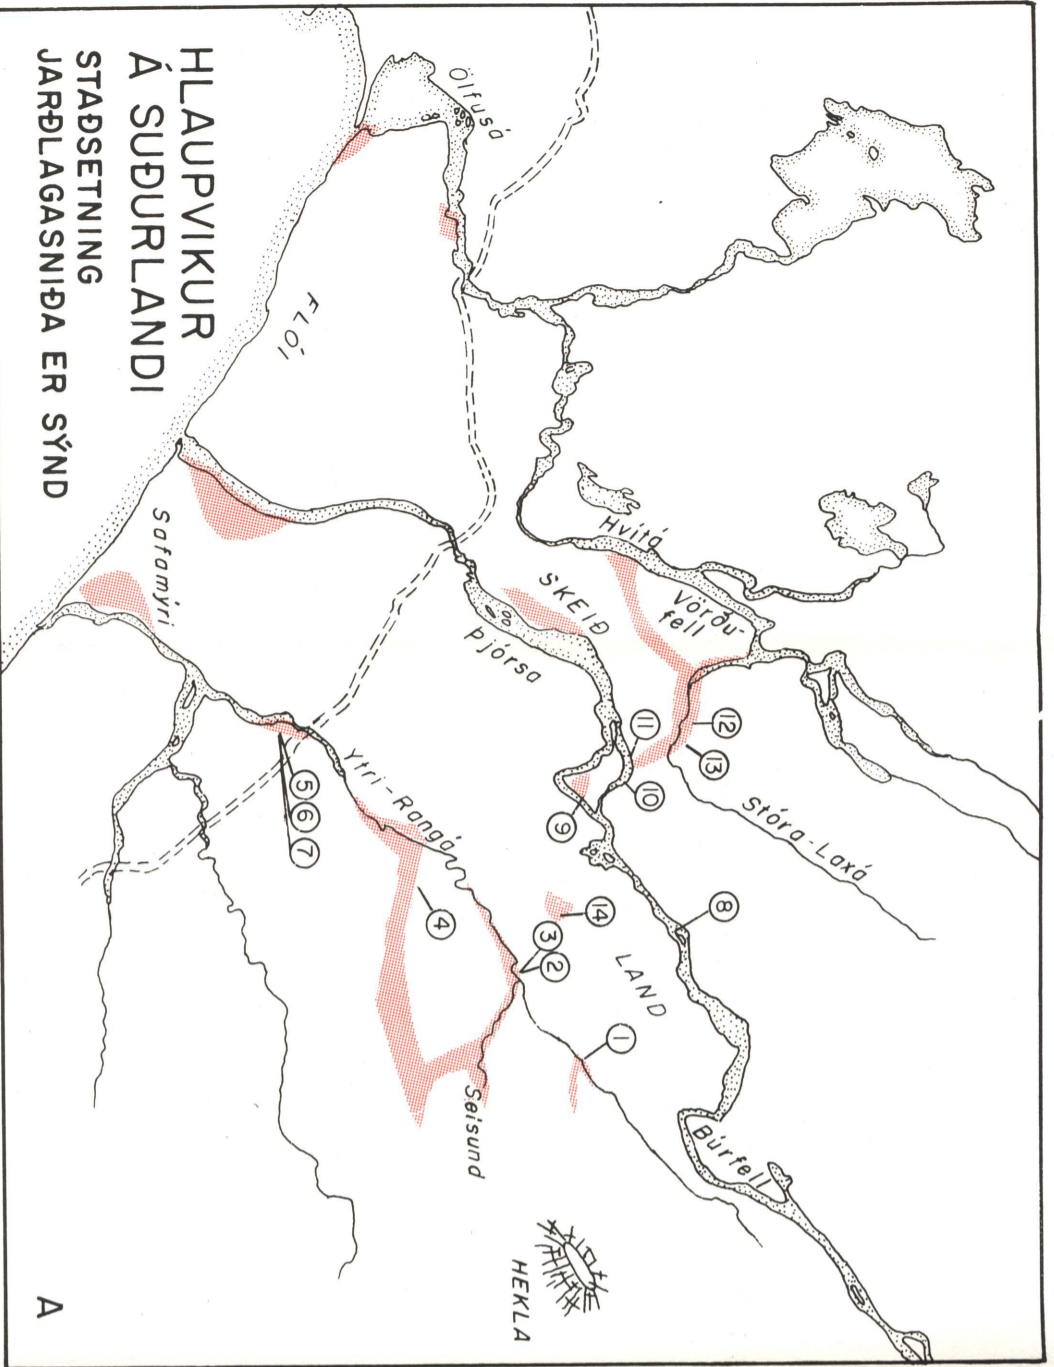 HLAUPVIKUR
Á SUÐURLANDI
STAÐSETNING
JARÐLAGASNIÐA ER SÝND
Ölfusá
FLÓI
Hvítá
Vörðu-
fell
SKEIÐ
Þjórsa
Safamýri
Ytri-Rangá
Stóra-Laxá
LAND
Búrfell
Selsund
HEKLA
1
2
3
4
5
6
7
8
9
10
11
12
13
14
A